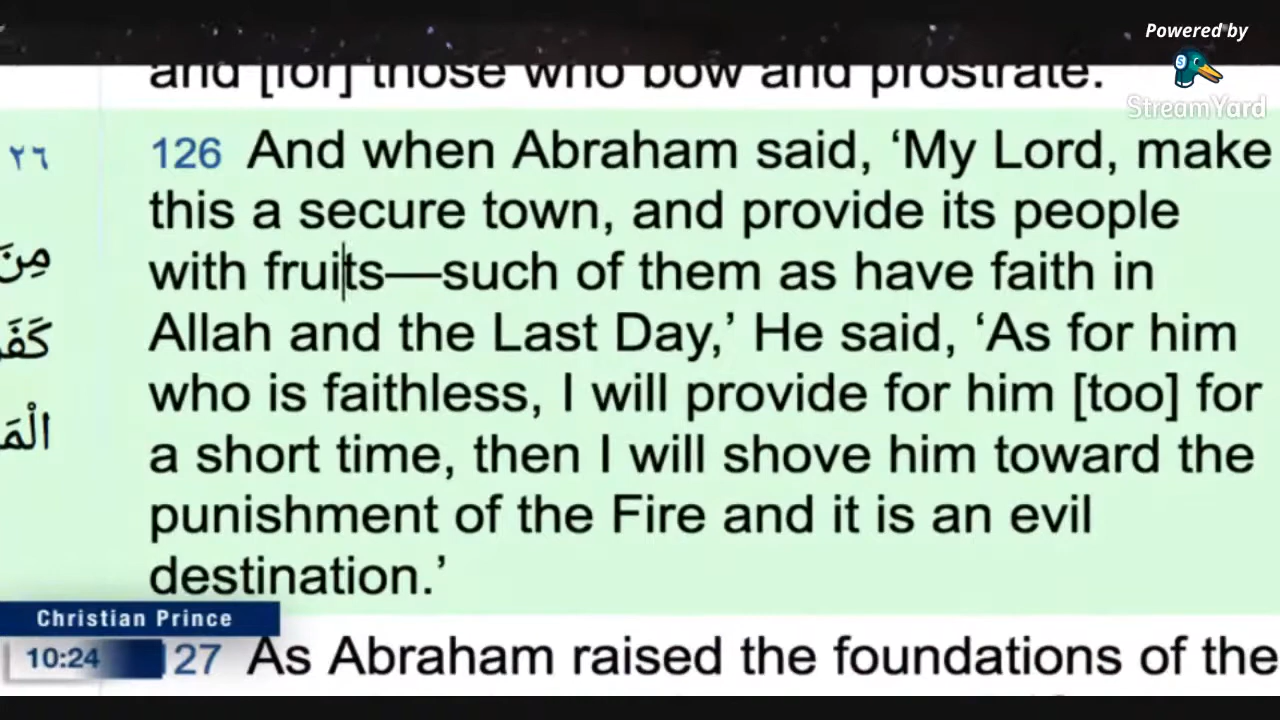 Powered by
StreamYard
and [for] those who bow and prostrate.
٢٦
126 And when Abraham said, ‘My Lord, make
this a secure town, and provide its people
مِنَ
with fruits—such of them as have faith in
Allah and the Last Day,’ He said, ‘As for him
who is faithless, I will provide for him [too] for
a short time, then I will shove him toward the
punishment of the Fire and it is an evil
destination.’
Christian Prince
10:24
127 As Abraham raised the foundations of the